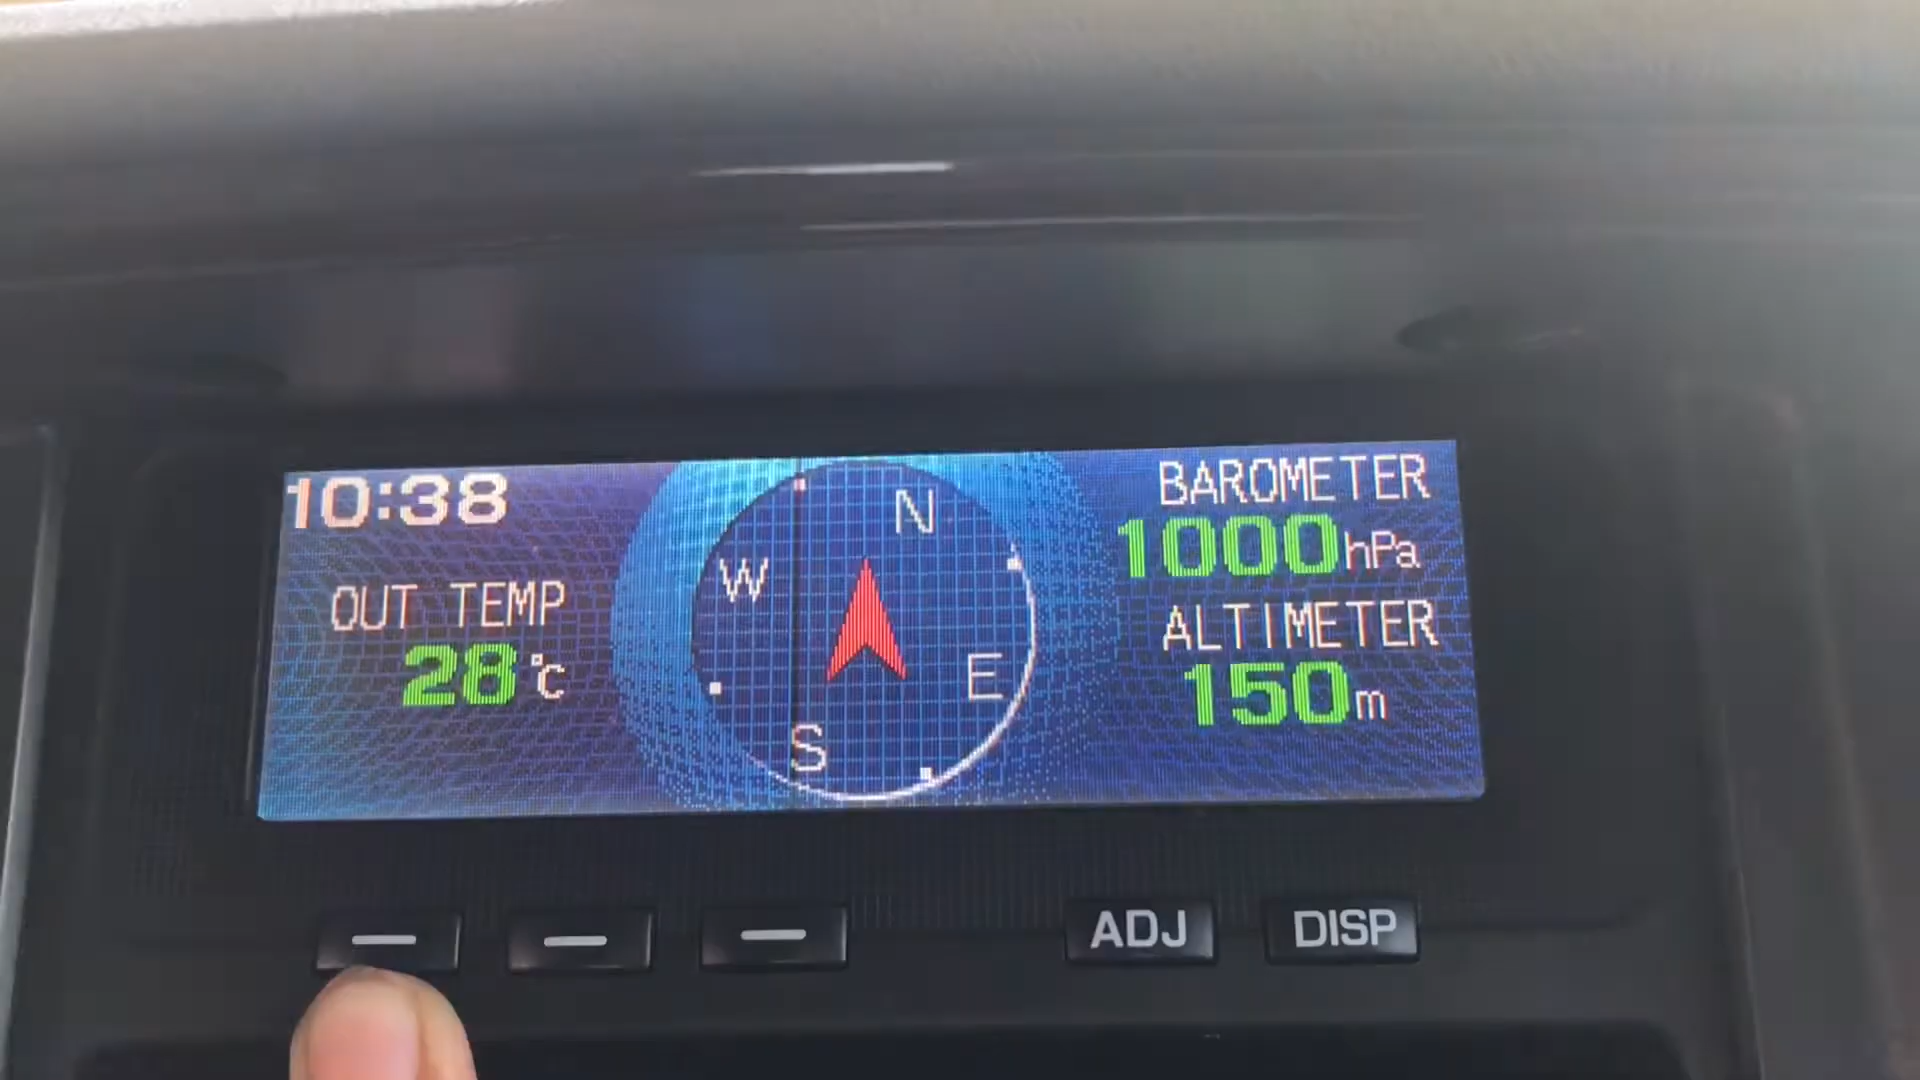 10:38
OUT TEMP
28°C
N
W
E
S
BAROMETER
1000hPa
ALTIMETER
150m
ADJ
DISP